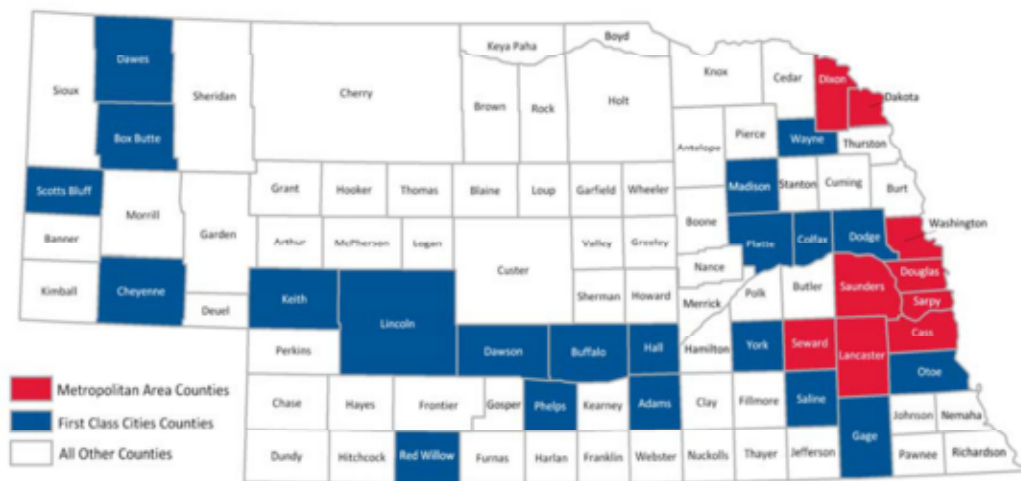 Boyd
Keya Paha
Dawes
Knox
Cedar
Dixon
Sioux
Sheridan
Cherry
Brown
Rock
Holt
Dakota
Box Butte
Pierce
Wayne
Thurston
Antelope
Scotts Bluff
Grant
Hooker
Thomas
Blaine
Loup
Garfield
Wheeler
Madison
Stanton
Cuming
Burt
Morrill
Garden
Boone
Washington
Banner
Arthur
McPherson
Logan
Custer
Valley
Greeley
Platte
Colfax
Dodge
Nance
Douglas
Kimball
Cheyenne
Deuel
Keith
Lincoln
Sherman
Howard
Merrick
Polk
Butler
Saunders
Sarpy
Perkins
Dawson
Buffalo
Hall
Hamilton
York
Seward
Lancaster
Cass
Otoe
Metropolitan Area Counties
Chase
Hayes
Frontier
Gosper
Phelps
Kearney
Adams
Clay
Fillmore
Saline
First Class Cities Counties
Johnson
Nemaha
Gage
All Other Counties
Dundy
Hitchcock
Red Willow
Furnas
Harlan
Franklin
Webster
Nuckolls
Thayer
Jefferson
Pawnee
Richardson